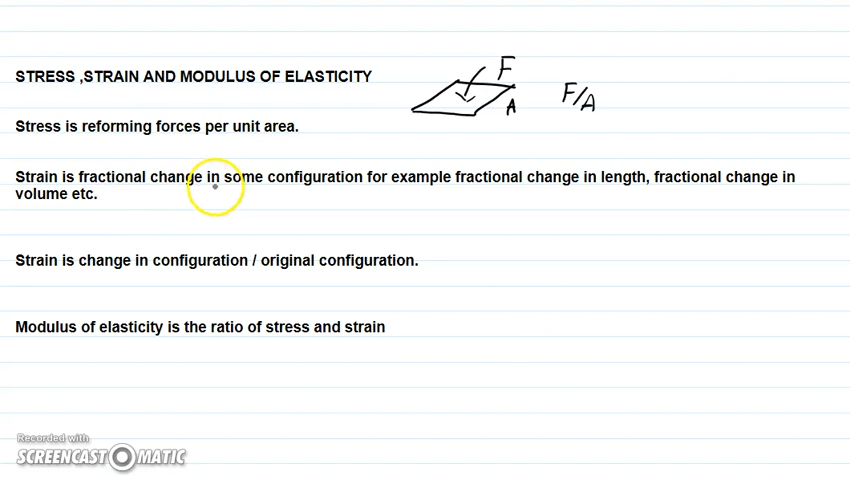 STRESS ,STRAIN AND MODULUS OF ELASTICITY
F
A
F/A
Stress is reforming forces per unit area.
Strain is fractional change in some configuration for example fractional change in length, fractional change in
volume etc.
Strain is change in configuration / original configuration.
Modulus of elasticity is the ratio of stress and strain
Recorded with
SCREENCAST MATIC